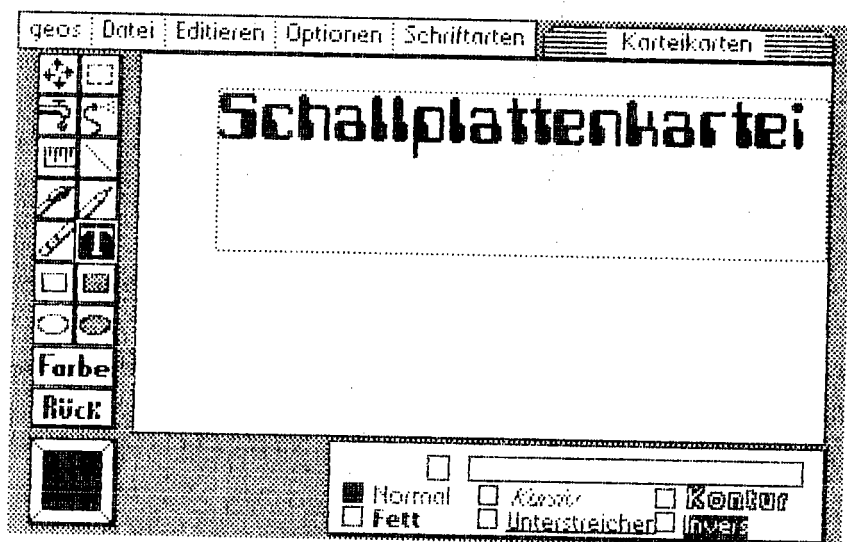 geos Datei Editieren Optionen Schriftarten Karteikarten
Schallplattenkartei
Farbe
Rück
Normal Kursiv Kontur
Fett Unterstreichen Invers